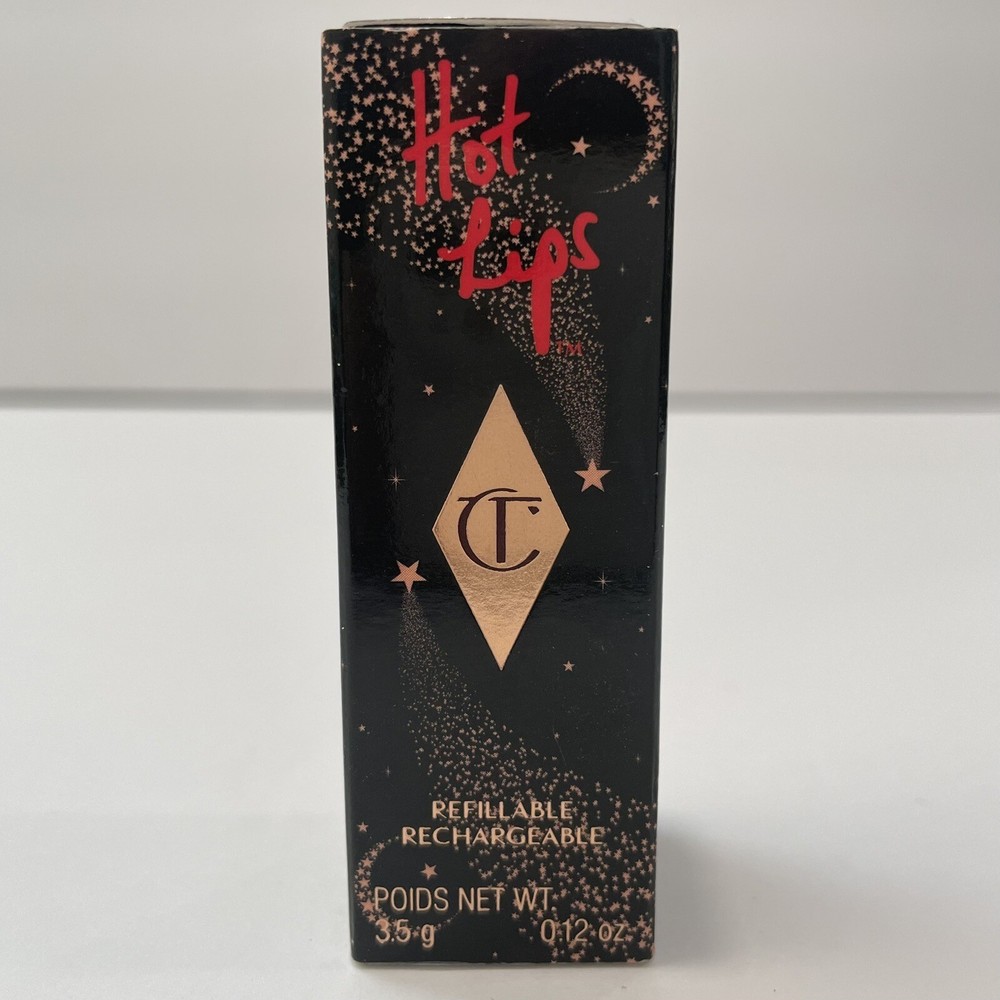 Hot
Lips
TM
CT
REFILLABLE
RECHARGEABLE
POIDS NET WT.
3.5 g 0.12 oz.